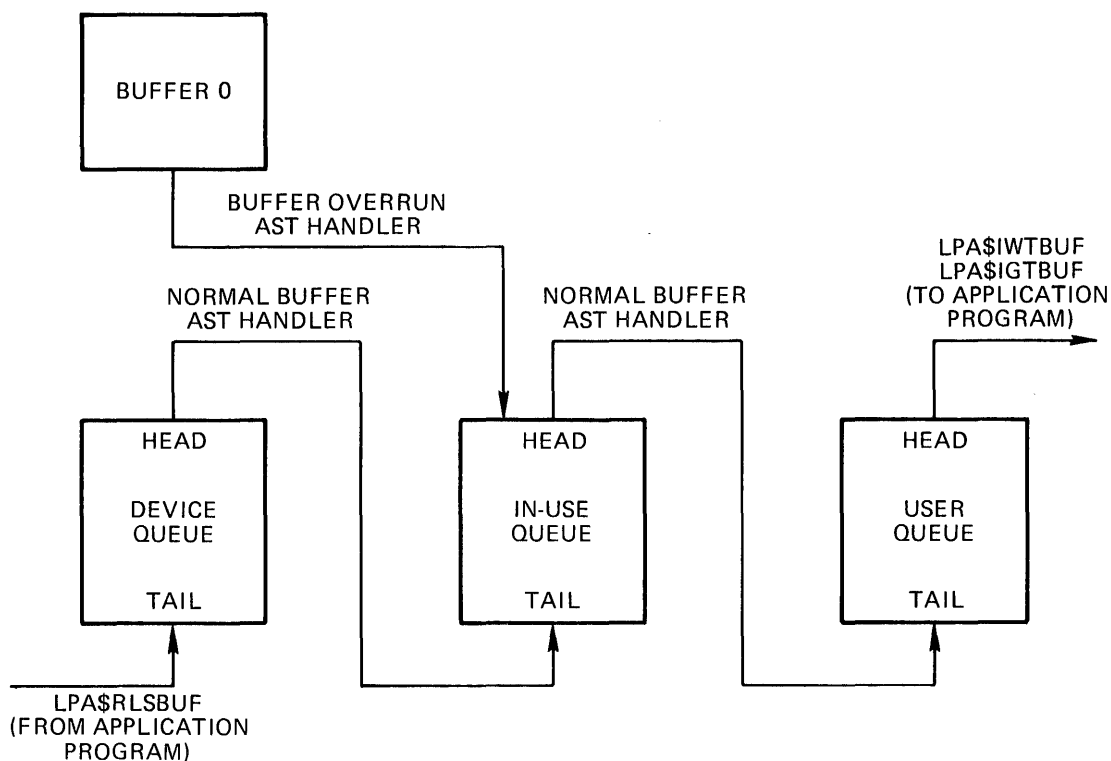 BUFFER 0
BUFFER OVERRUN
AST HANDLER
LPA$IWTBUF
LPA$IGTBUF
(TO APPLICATION
PROGRAM)
NORMAL BUFFER
AST HANDLER
NORMAL BUFFER
AST HANDLER
HEAD
DEVICE
QUEUE
TAIL
HEAD
IN-USE
QUEUE
TAIL
HEAD
USER
QUEUE
TAIL
LPA$RLSBUF
(FROM APPLICATION
PROGRAM)